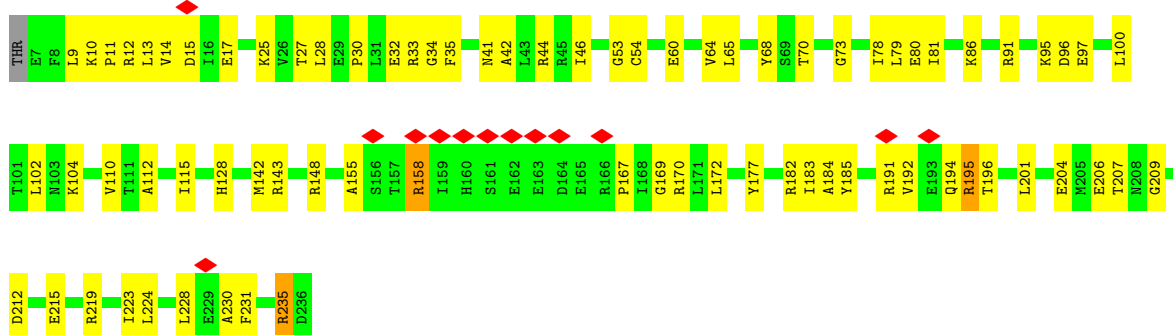 THR E7 F8 L9 K10 P11 R12 L13 V14 D15 I16 E17 K25 V26 T27 L28 E29 P30 L31 E32 R33 G34 F35 N41 A42 L43 R44 R45 I46 G53 C54 E60 V64 L65 Y68 S69 T70 G73 I78 L79 E80 I81 K86 R91 K95 D96 E97 L100
T101 L102 N103 K104 V110 T111 A112 I115 H128 M142 R143 R148 A155 S156 T157 R158 I159 H160 S161 E162 E163 D164 E165 R166 P167 I168 G169 R170 L171 L172 Y177 R182 I183 A184 Y185 R191 V192 E193 Q194 R195 T196 L201 E204 M205 E206 T207 N208 G209
D212 E215 R219 I223 L224 L228 E229 A230 F231 R235 D236